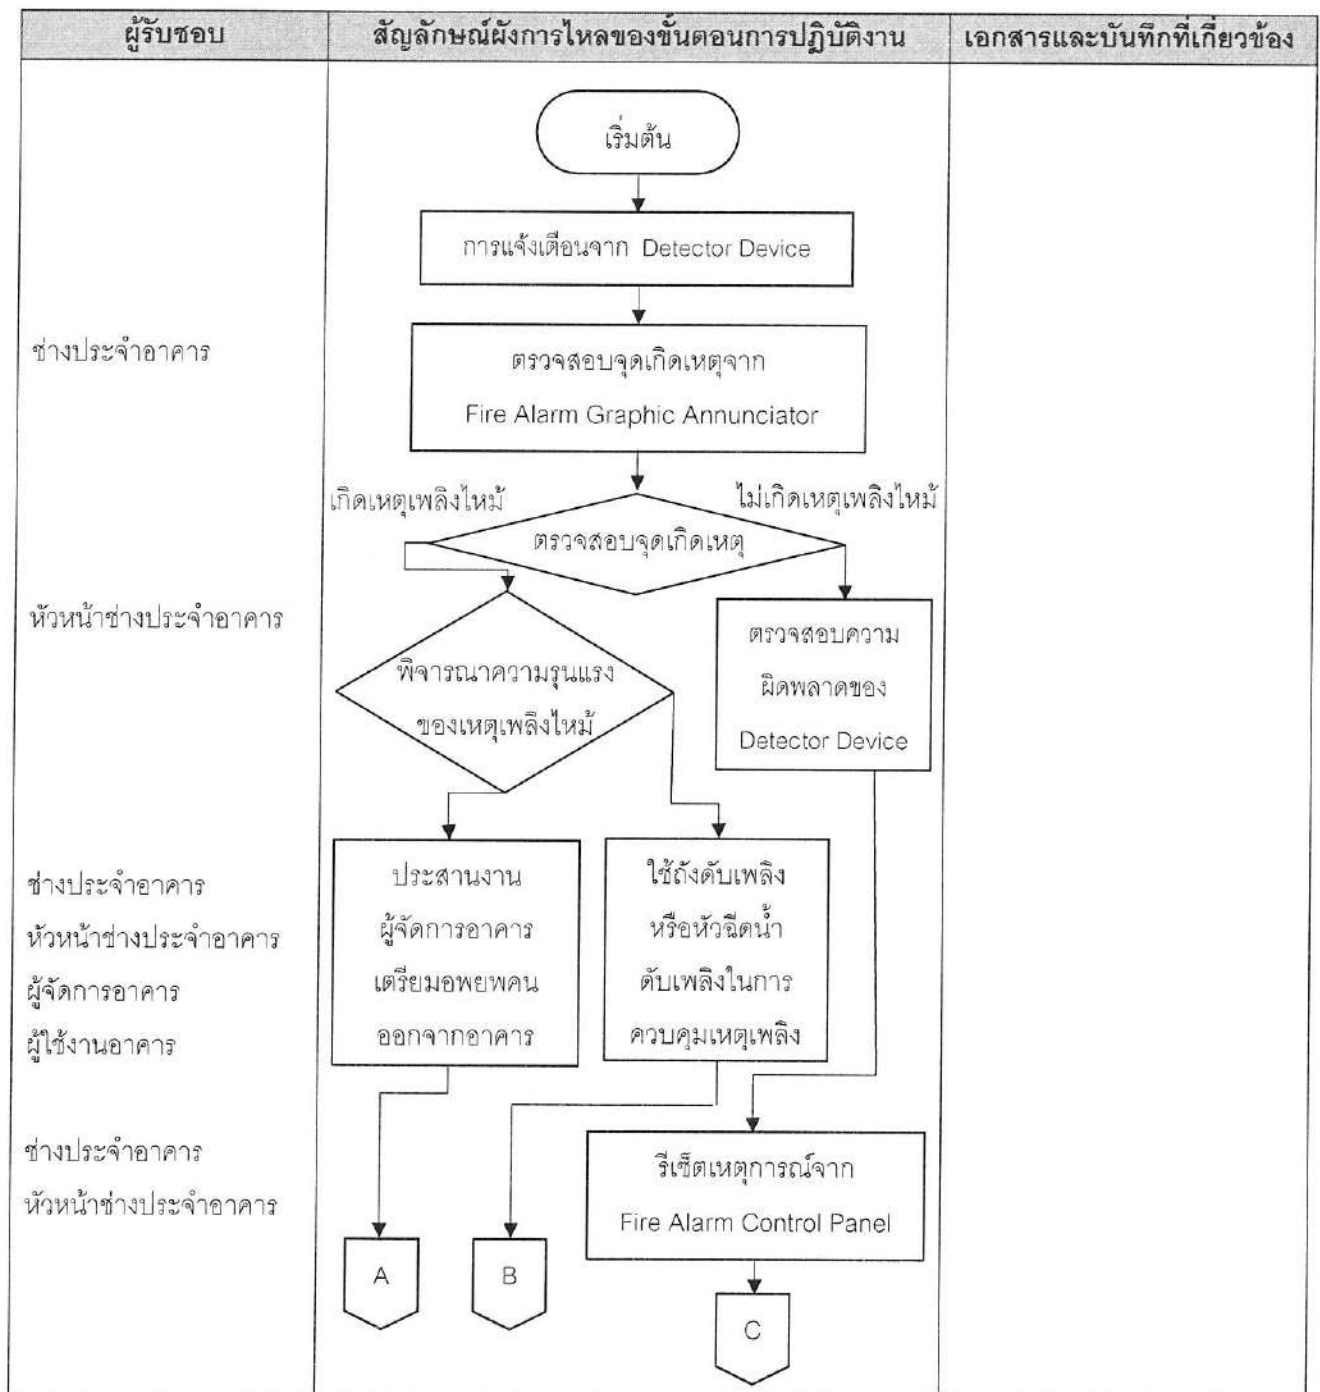 ผู้รับชอบ
สัญลักษณ์ผังการไหลของขั้นตอนการปฏิบัติงาน
เอกสารและบันทึกที่เกี่ยวข้อง
เริ่มต้น
การแจ้งเตือนจาก Detector Device
ช่างประจำอาคาร
ตรวจสอบจุดเกิดเหตุจาก
Fire Alarm Graphic Annunciator
เกิดเหตุเพลิงไหม้
ไม่เกิดเหตุเพลิงไหม้
ตรวจสอบจุดเกิดเหตุ
หัวหน้าช่างประจำอาคาร
พิจารณาความรุนแรง
ของเหตุเพลิงไหม้
ตรวจสอบความ
ผิดพลาดของ
Detector Device
ช่างประจำอาคาร
หัวหน้าช่างประจำอาคาร
ผู้จัดการอาคาร
ผู้ใช้งานอาคาร
ประสานงาน
ผู้จัดการอาคาร
เตรียมอพยพคน
ออกจากอาคาร
ใช้ถังดับเพลิง
หรือหัวฉีดน้ำ
ดับเพลิงในการ
ควบคุมเหตุเพลิง
ช่างประจำอาคาร
หัวหน้าช่างประจำอาคาร
รีเซ็ตเหตุการณ์จาก
Fire Alarm Control Panel
A
B
C